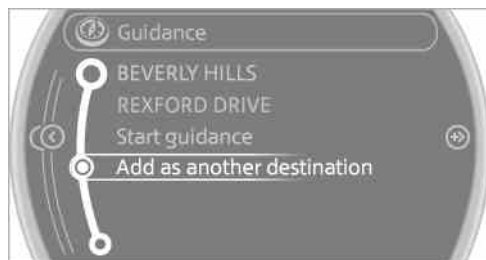 Guidance
BEVERLY HILLS
REXFORD DRIVE
Start guidance
Add as another destination